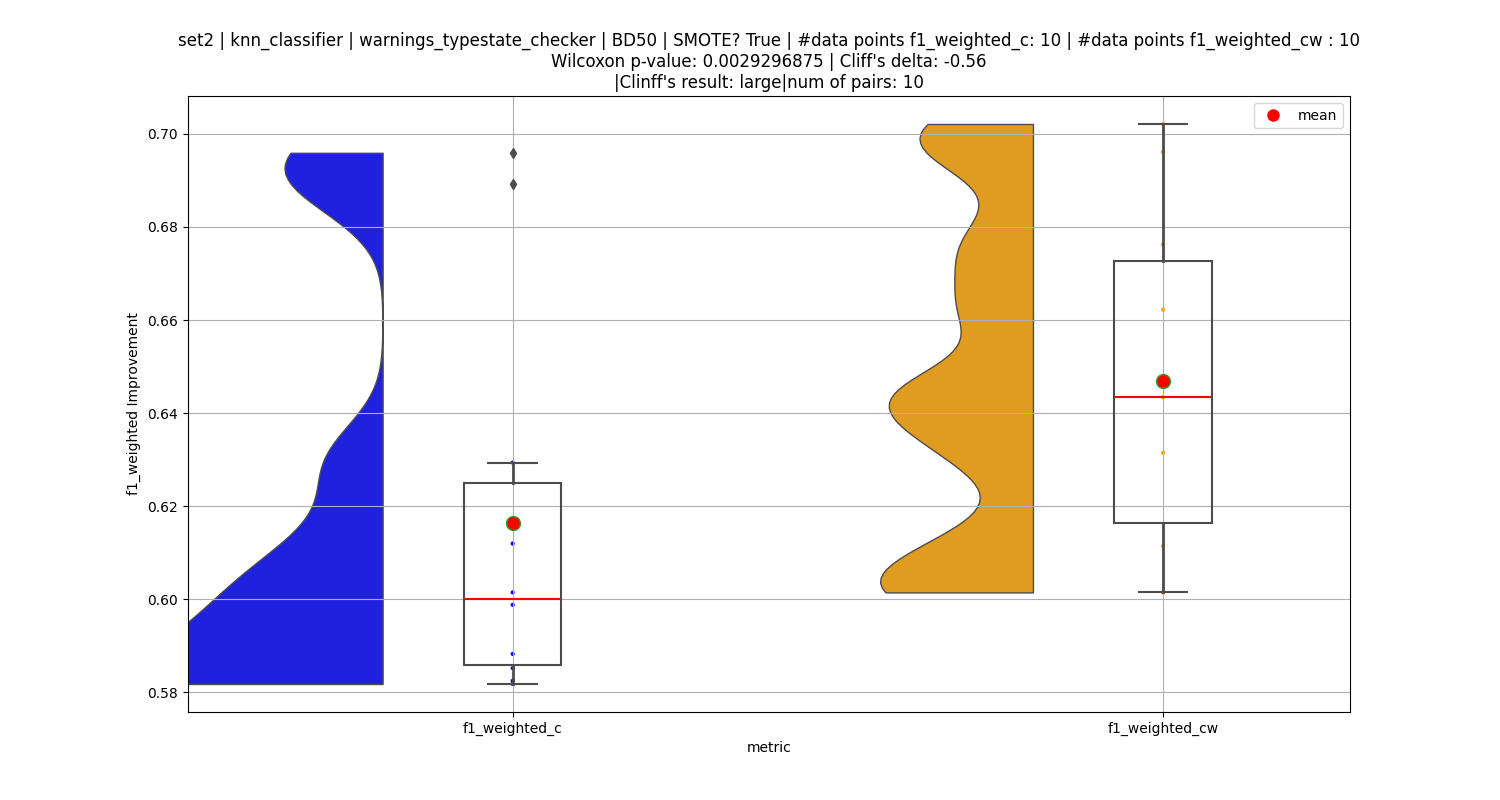 set2 | knn_classifier | warnings_typestate_checker | BD50 | SMOTE? True | #data points f1_weighted_c: 10 | #data points f1_weighted_cw : 10
Wilcoxon p-value: 0.0029296875 | Cliff's delta: -0.56
|Clinff's result: large|num of pairs: 10
mean
0.70
0.68
0.66
0.64
0.62
0.60
0.58
f1_weighted Improvement
f1_weighted_c
f1_weighted_cw
metric